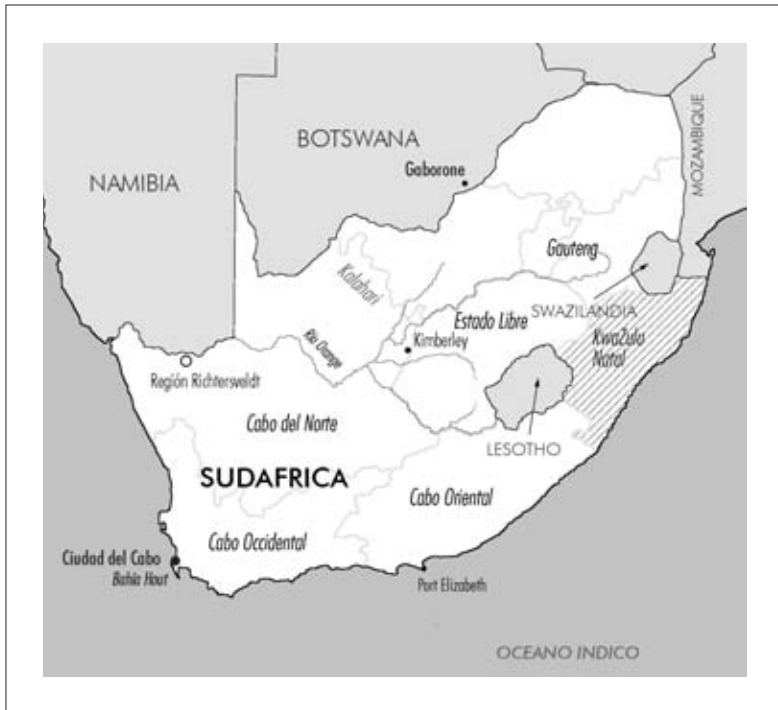 BOTSWANA
MOZAMBIQUE
NAMIBIA
Gaborone
Gauteng
Kalahari
SWAZILANDIA
Estado Libre
KwaZulu
Natal
Río Orange
Kimberley
Región Richtersveldt
Cabo del Norte
LESOTHO
SUDAFRICA
Cabo Oriental
Cabo Occidental
Ciudad del Cabo
Bahía Hout
Port Elizabeth
OCEANO INDICO